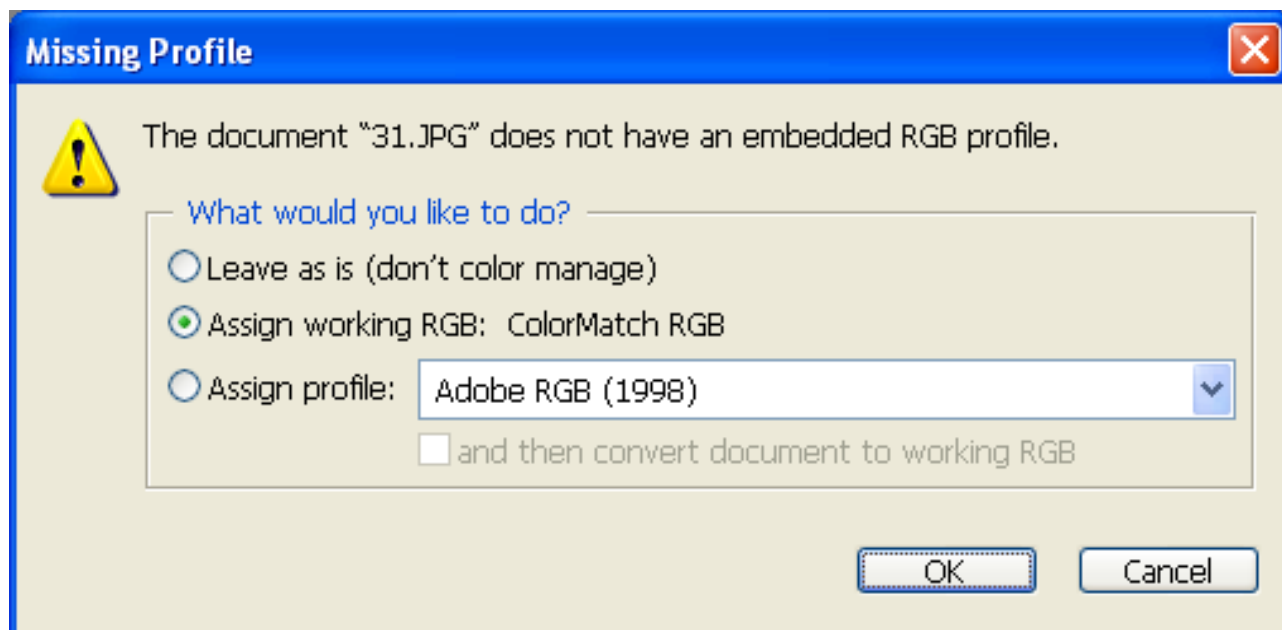 Missing Profile
The document “31.JPG” does not have an embedded RGB profile.
What would you like to do?
Leave as is (don’t color manage)
Assign working RGB: ColorMatch RGB
Assign profile: Adobe RGB (1998)
and then convert document to working RGB
OK Cancel